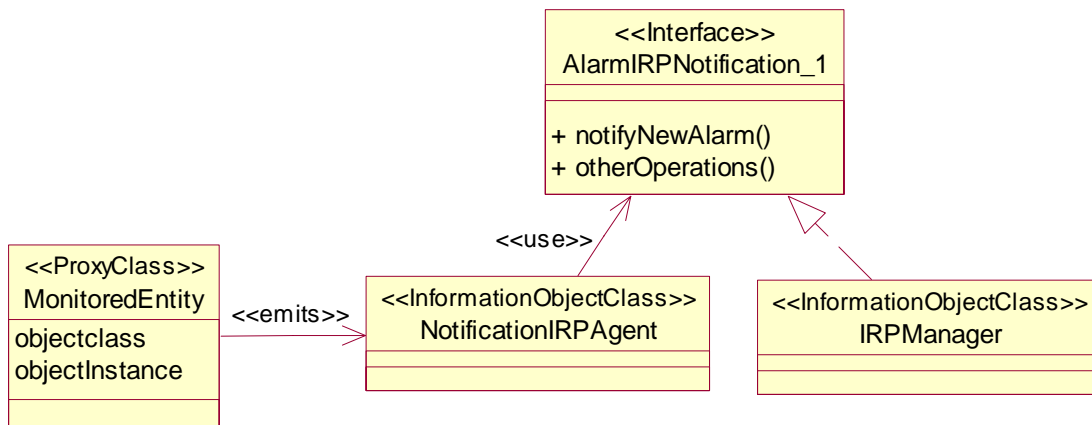 <<Interface>>
AlarmIRPNotification_1
+ notifyNewAlarm()
+ otherOperations()
<<use>>
<<ProxyClass>>
MonitoredEntity
objectclass
objectInstance
<<emits>>
<<InformationObjectClass>>
NotificationIRPAgent
<<InformationObjectClass>>
IRPManager